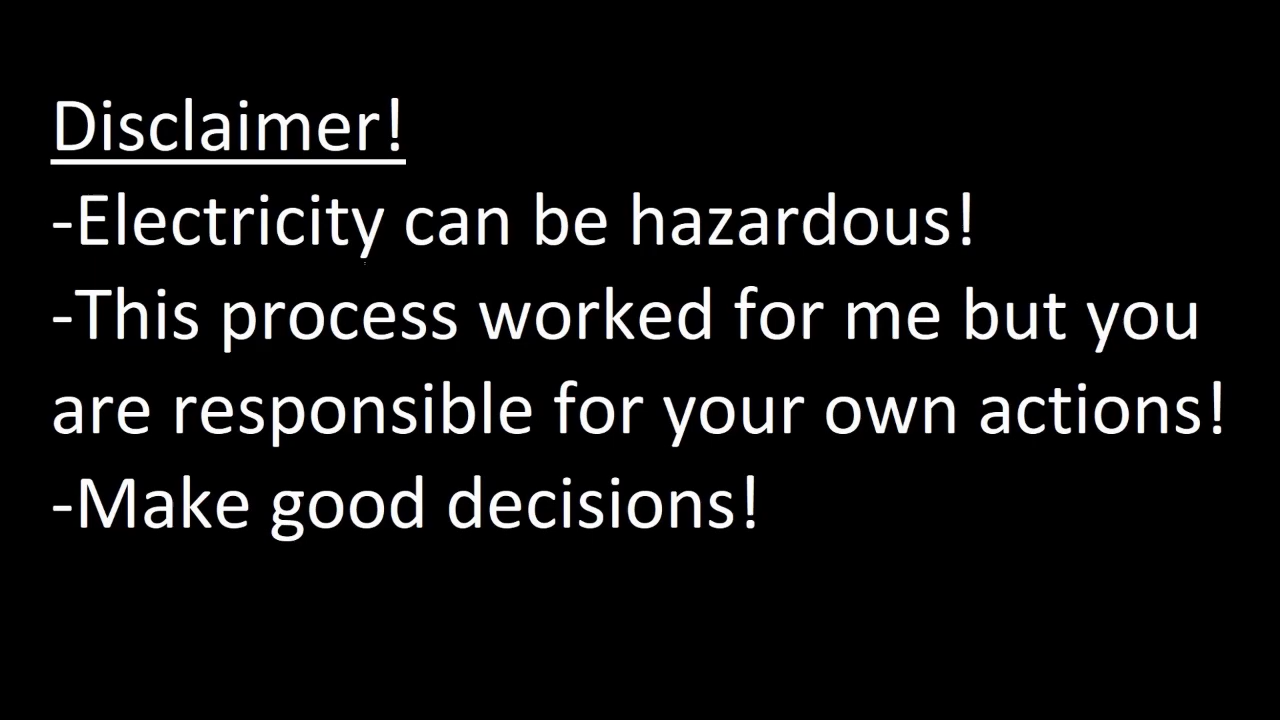 Disclaimer!
-Electricity can be hazardous!
-This process worked for me but you
are responsible for your own actions!
-Make good decisions!